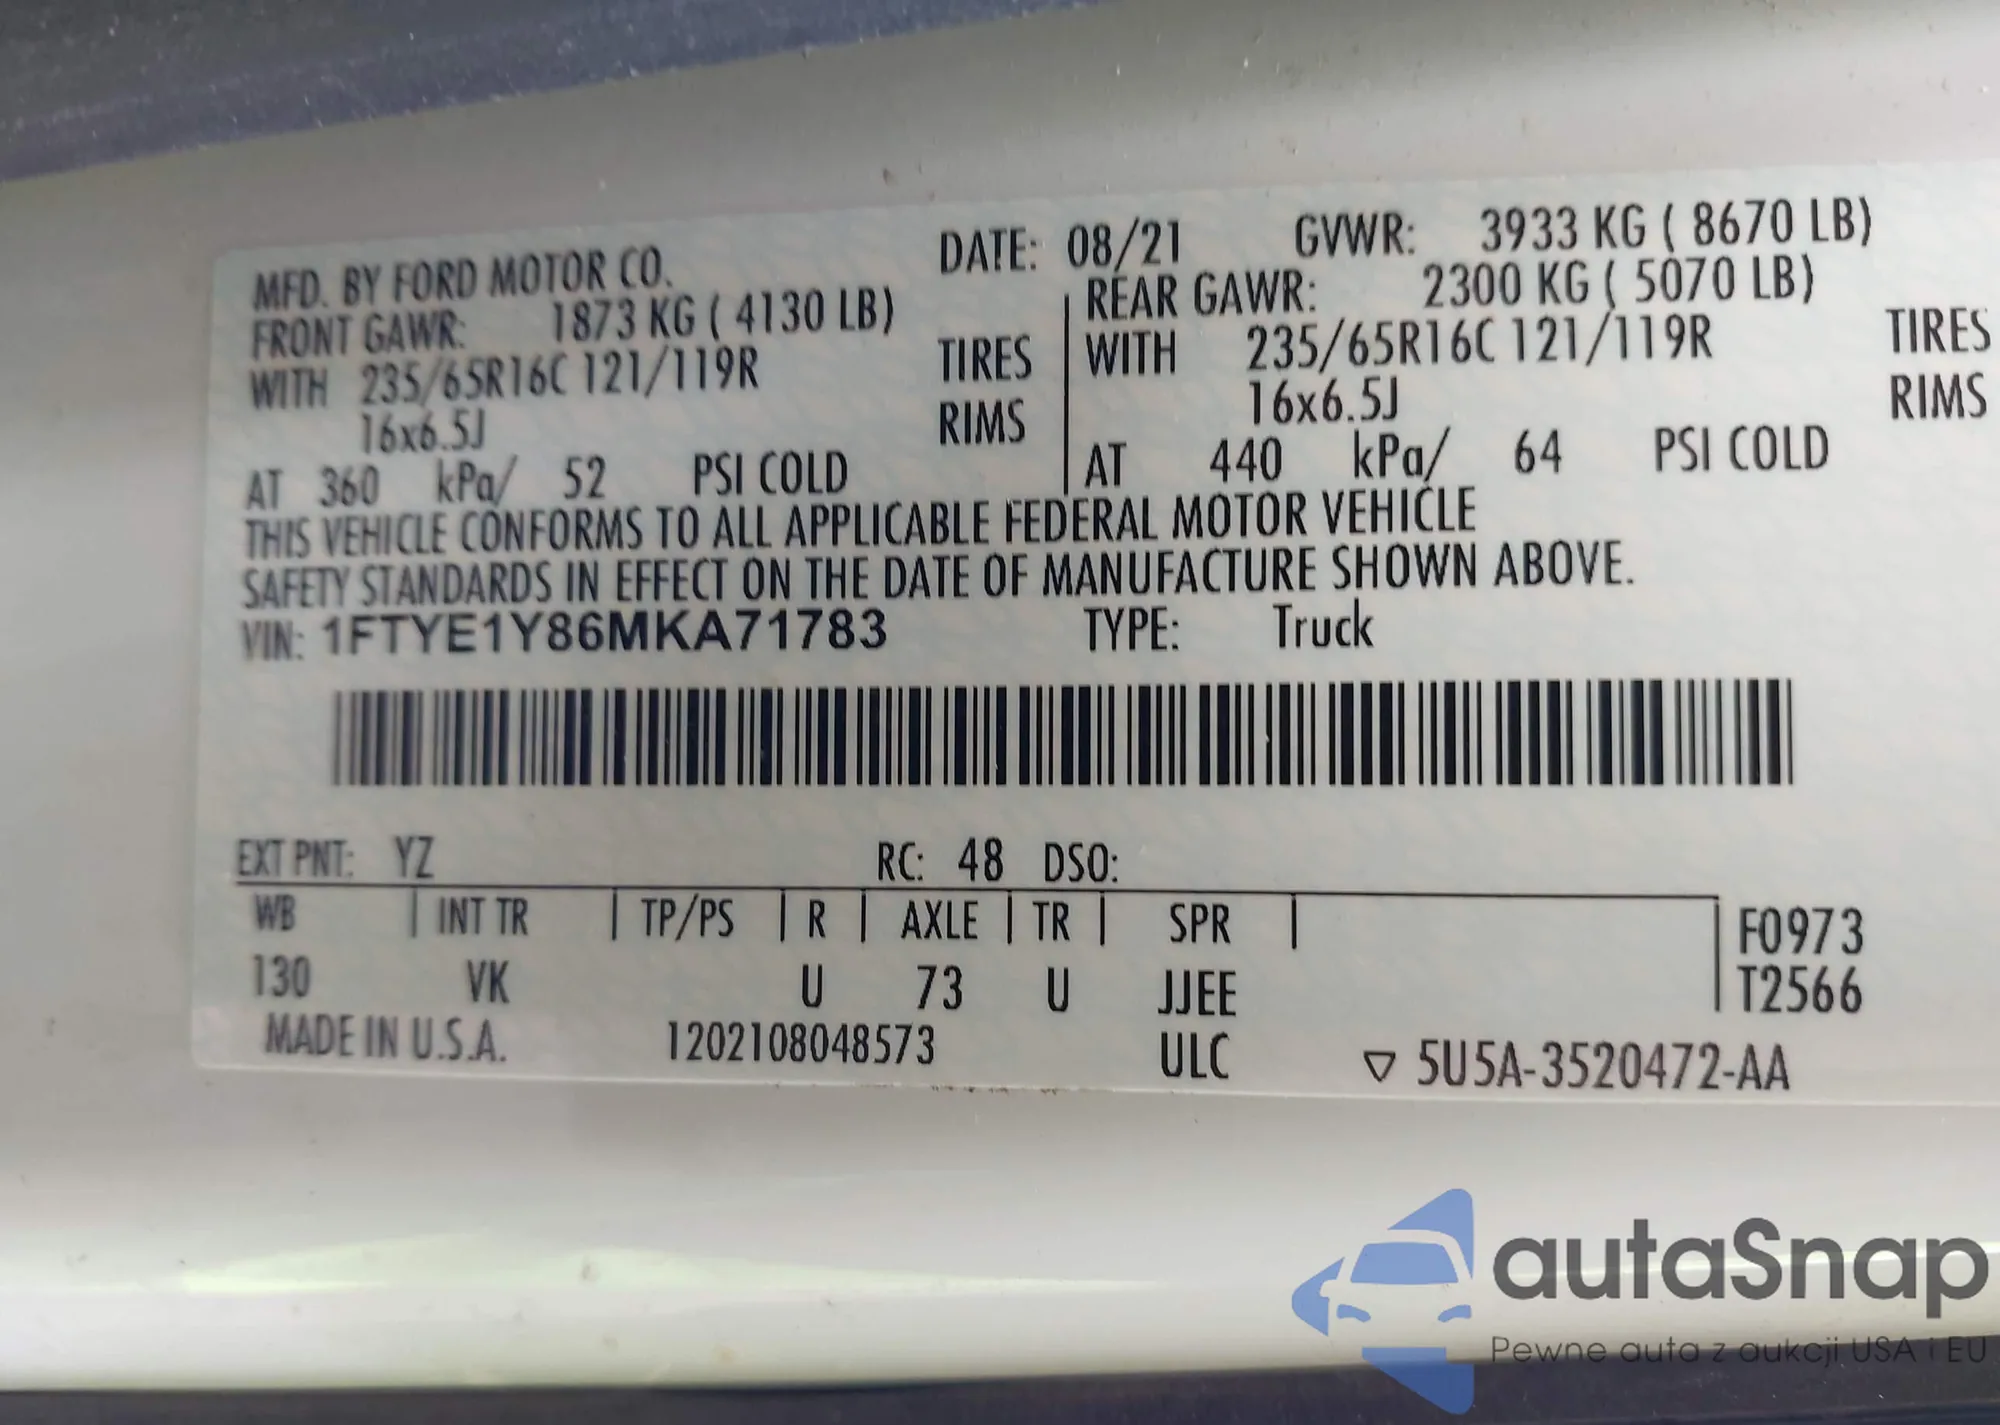 MFD. BY FORD MOTOR CO. DATE: 08/21 GVWR: 3933 KG ( 8670 LB)
FRONT GAWR: 1873 KG ( 4130 LB) REAR GAWR: 2300 KG ( 5070 LB)
WITH 235/65R16C 121/119R TIRES WITH 235/65R16C 121/119R TIRES
16x6.5J RIMS 16x6.5J RIMS
AT 360 kPa/ 52 PSI COLD AT 440 kPa/ 64 PSI COLD
THIS VEHICLE CONFORMS TO ALL APPLICABLE FEDERAL MOTOR VEHICLE
SAFETY STANDARDS IN EFFECT ON THE DATE OF MANUFACTURE SHOWN ABOVE.
VIN: 1FTYE1Y86MKA71783 TYPE: Truck
EXT PNT: YZ RC: 48 DSO:
WB INT TR TP/PS R AXLE TR SPR F0973
130 VK U 73 U JJEE T2566
MADE IN U.S.A. 1202108048573 ULC ▽ 5U5A-3520472-AA
autaSnap
Pewne auta z aukcji USA i EU